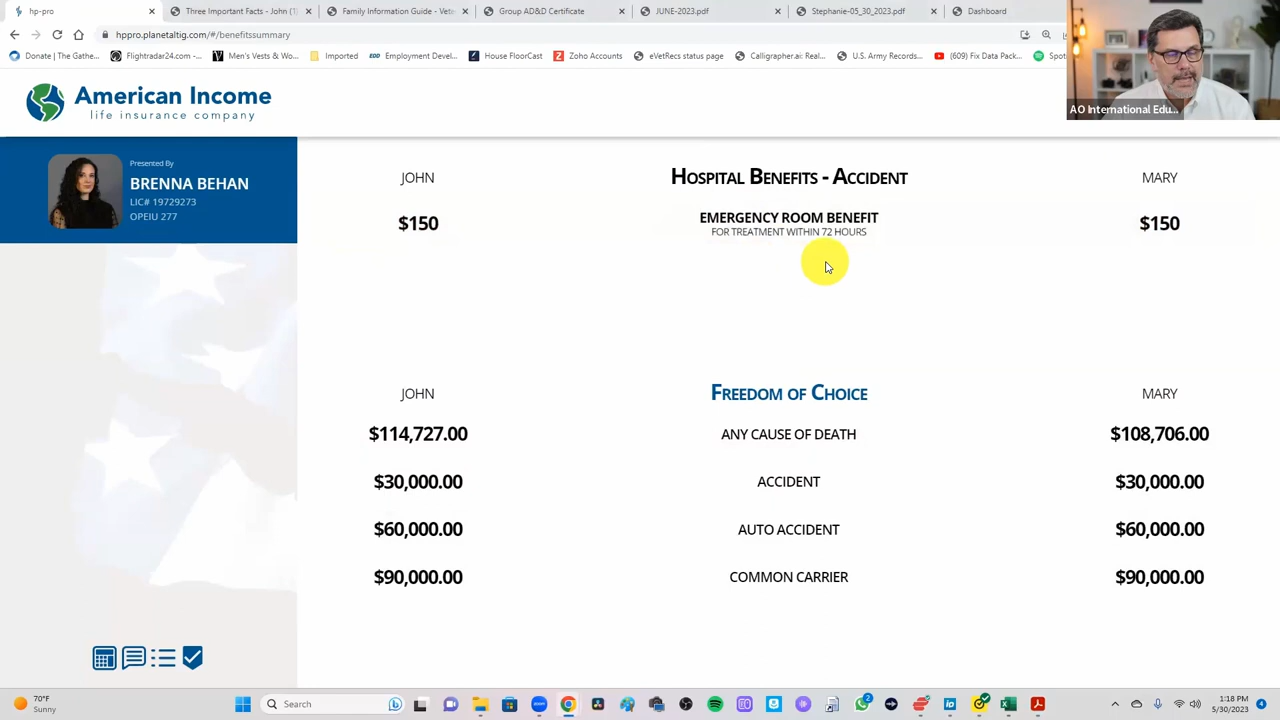 hp-pro
Three Important Facts - John (1)
Family Information Guide - Vete
Group AD&D Certificate
JUNE-2023.pdf
Stephanie-05_30_2023.pdf
Dashboard
hppro.planetaltig.com/#/benefitssummary
Donate | The Gathe...
Flightradar24.com -...
Men's Vests & Wo...
Imported
EDD
Employment Devel...
House FloorCast
Zoho Accounts
eVetRecs status page
Calligrapher.ai: Real...
U.S. Army Records...
(609) Fix Data Pack...
Spot
AO International Edu...
American Income
life insurance company
Presented By
BRENNA BEHAN
LIC# 19729273
OPEIU 277
JOHN HOSPITAL BENEFITS - ACCIDENT MARY
$150 EMERGENCY ROOM BENEFIT $150
FOR TREATMENT WITHIN 72 HOURS
JOHN FREEDOM OF CHOICE MARY
$114,727.00 ANY CAUSE OF DEATH $108,706.00
$30,000.00 ACCIDENT $30,000.00
$60,000.00 AUTO ACCIDENT $60,000.00
$90,000.00 COMMON CARRIER $90,000.00
70°F
Sunny
Search
2
1:18 PM
5/30/2023
4